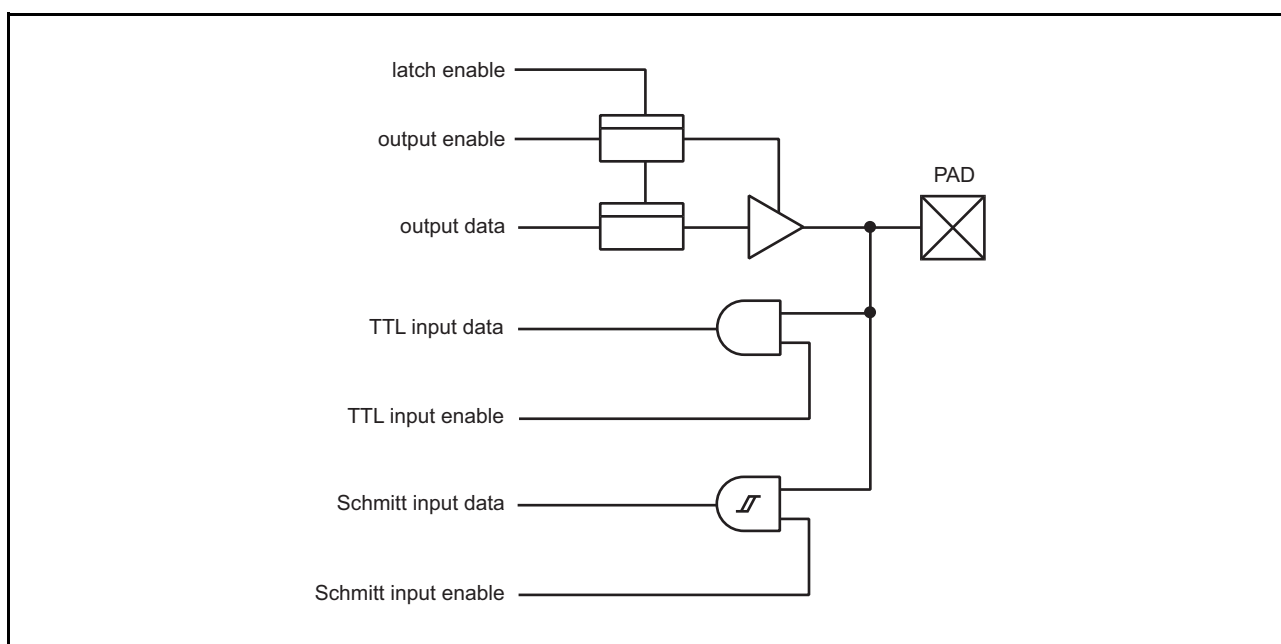 latch enable
output enable
PAD
output data
TTL input data
TTL input enable
Schmitt input data
Schmitt input enable